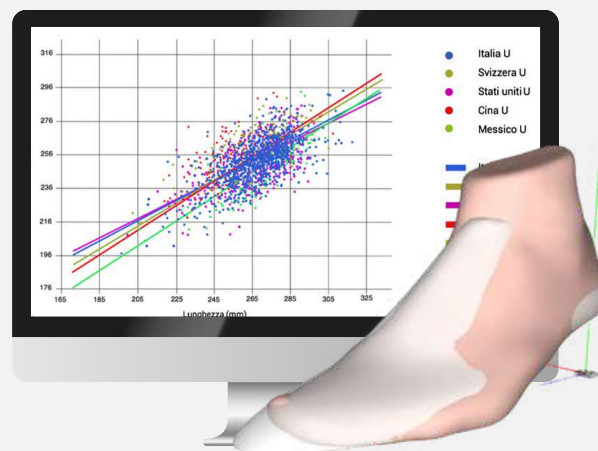 316
296
276
256
236
216
196
176
165 185 205 225 245 265 285 305 325
Lunghezza (mm)
Italia U
Svizzera U
Stati uniti U
Cina U
Messico U